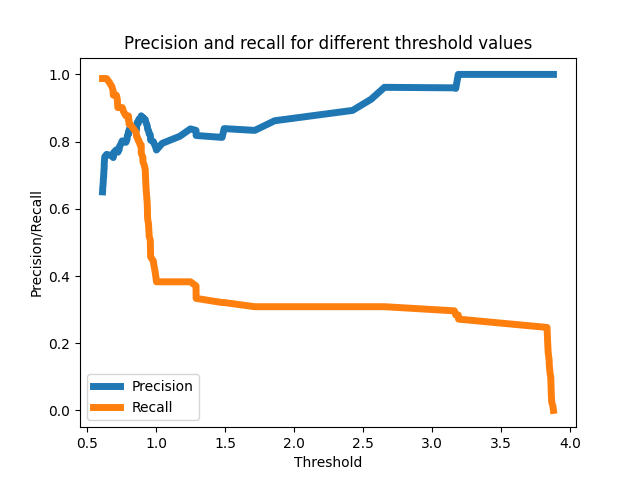 Precision and recall for different threshold values
Precision/Recall
1.0
0.8
0.6
0.4
0.2
0.0
Precision
Recall
0.5 1.0 1.5 2.0 2.5 3.0 3.5 4.0
Threshold